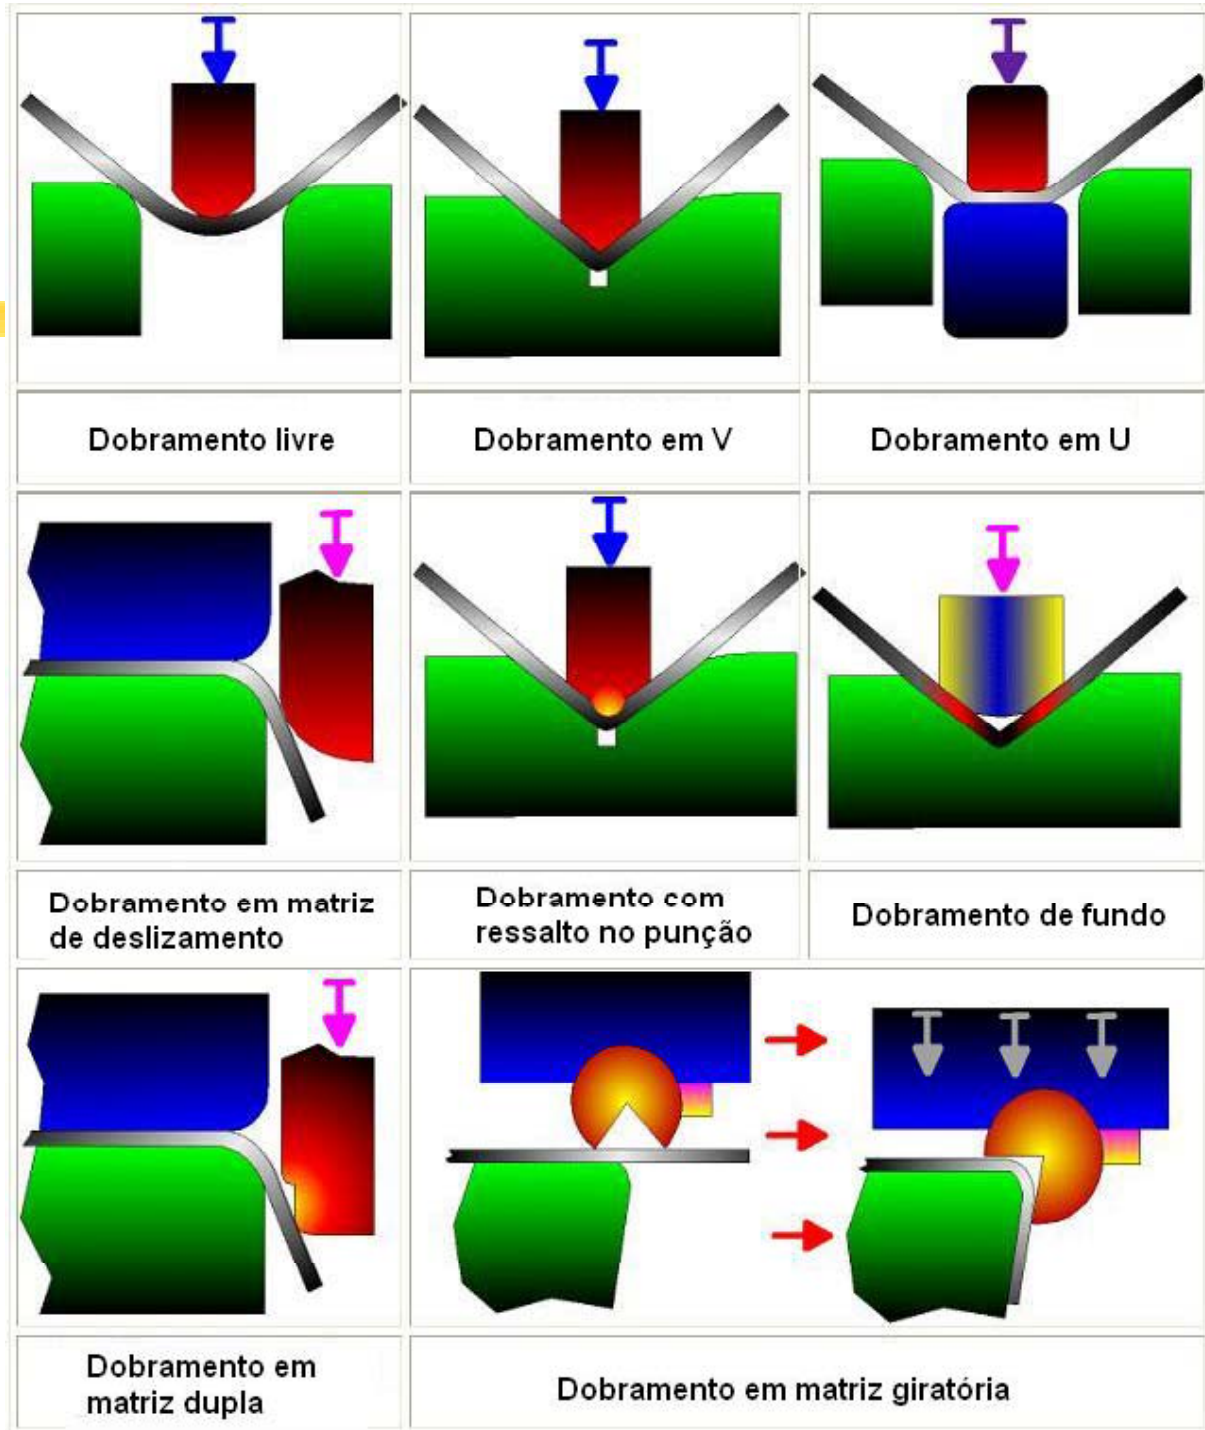 Dobramento livre
Dobramento em V
Dobramento em U
Dobramento em matriz
de deslizamento
Dobramento com
ressalto no punção
Dobramento de fundo
Dobramento em
matriz dupla
Dobramento em matriz giratória